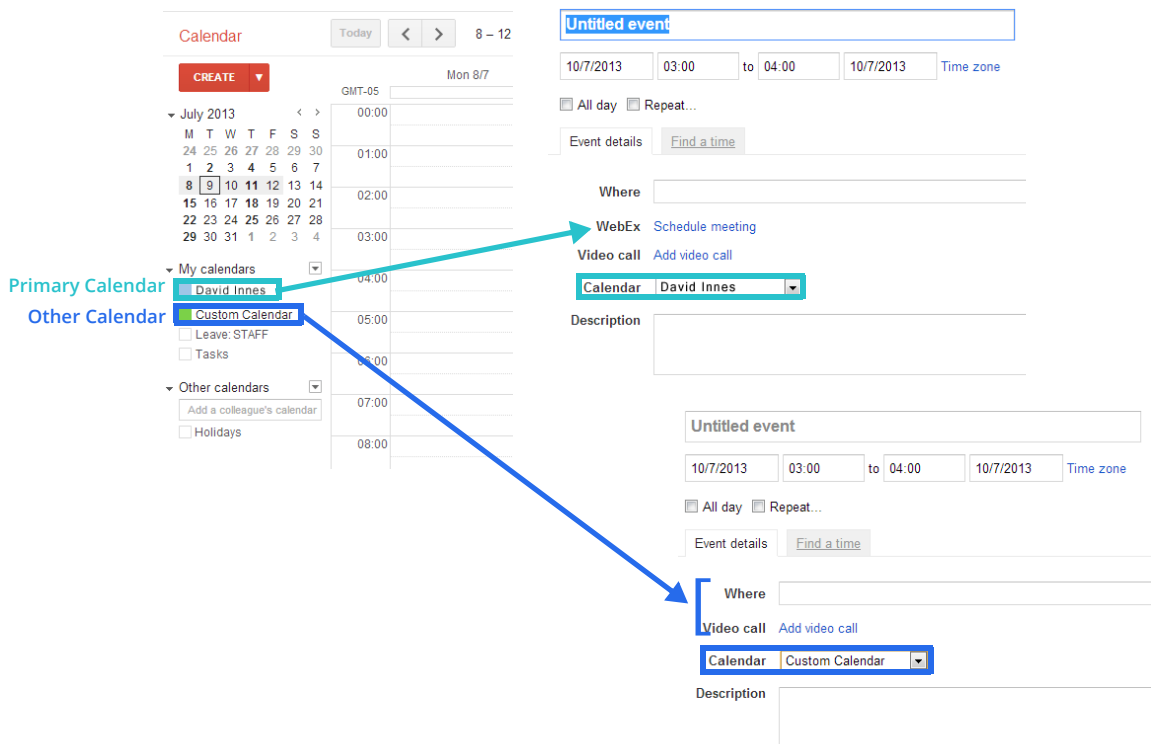 Calendar
Today
8 – 12
CREATE
Mon 8/7
GMT-05
July 2013
M T W T F S S
24 25 26 27 28 29 30
1 2 3 4 5 6 7
8 9 10 11 12 13 14
15 16 17 18 19 20 21
22 23 24 25 26 27 28
29 30 31 1 2 3 4
00:00
01:00
02:00
03:00
04:00
05:00
06:00
07:00
08:00
My calendars
Primary Calendar
David Innes
Other Calendar
Custom Calendar
Leave: STAFF
Tasks
Other calendars
Add a colleague's calendar
Holidays
Untitled event
10/7/2013 03:00 to 04:00 10/7/2013 Time zone
All day Repeat...
Event details Find a time
Where
WebEx Schedule meeting
Video call Add video call
Calendar David Innes
Description
Untitled event
10/7/2013 03:00 to 04:00 10/7/2013 Time zone
All day Repeat...
Event details Find a time
Where
Video call Add video call
Calendar Custom Calendar
Description